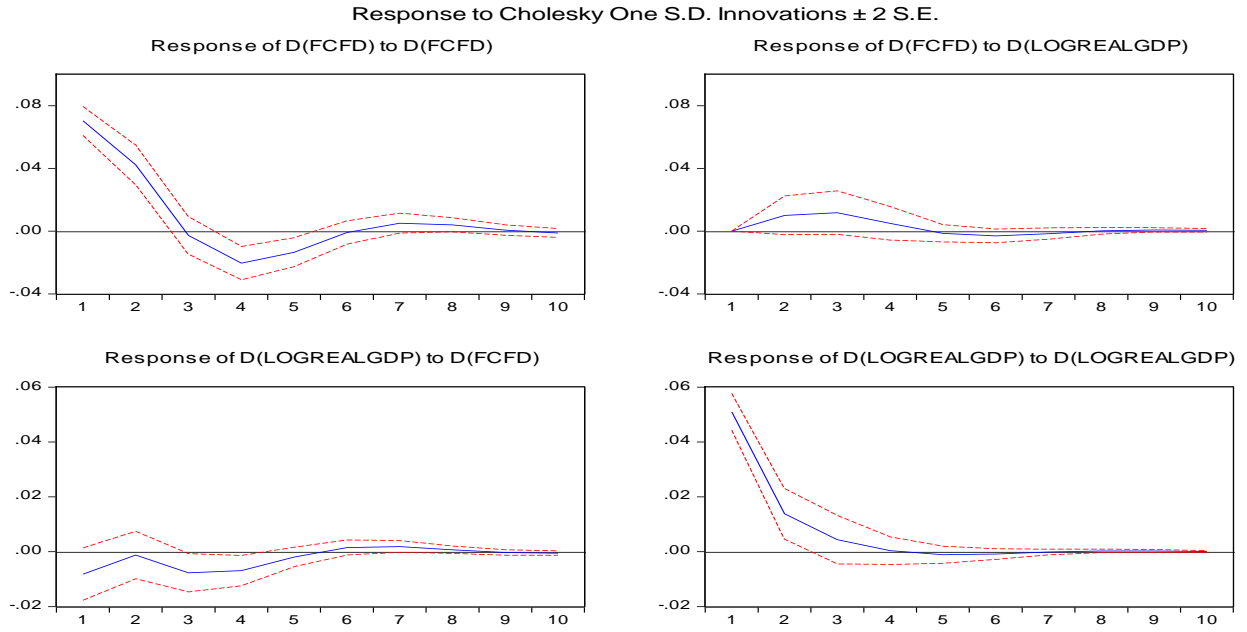 Response to Cholesky One S.D. Innovations ± 2 S.E.
Response of D(FCFD) to D(FCFD)
.08
.04
.00
-.04
1 2 3 4 5 6 7 8 9 10
Response of D(FCFD) to D(LOGREALGDP)
.08
.04
.00
-.04
1 2 3 4 5 6 7 8 9 10
Response of D(LOGREALGDP) to D(FCFD)
.06
.04
.02
.00
-.02
1 2 3 4 5 6 7 8 9 10
Response of D(LOGREALGDP) to D(LOGREALGDP)
.06
.04
.02
.00
-.02
1 2 3 4 5 6 7 8 9 10